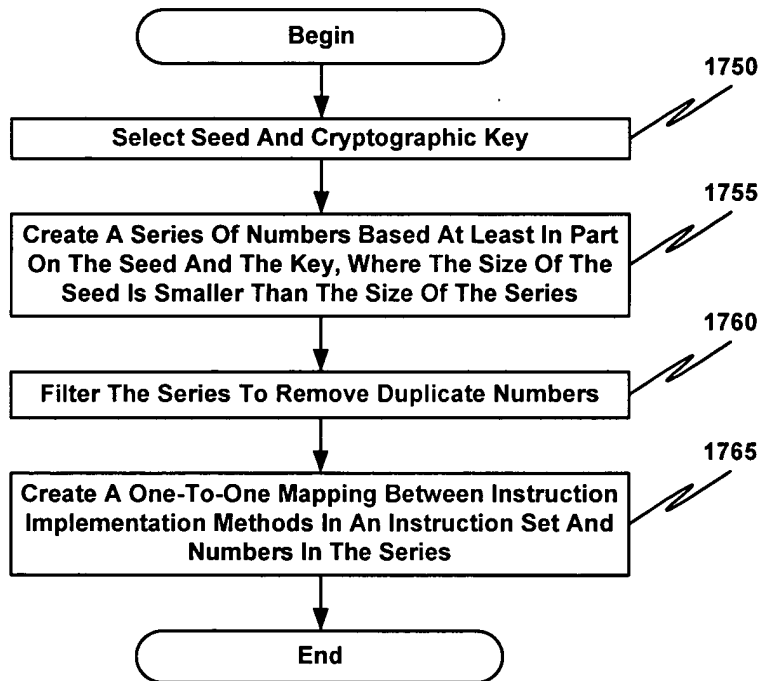 Begin
1750
Select Seed And Cryptographic Key
1755
Create A Series Of Numbers Based At Least In Part
On The Seed And The Key, Where The Size Of The
Seed Is Smaller Than The Size Of The Series
1760
Filter The Series To Remove Duplicate Numbers
1765
Create A One-To-One Mapping Between Instruction
Implementation Methods In An Instruction Set And
Numbers In The Series
End